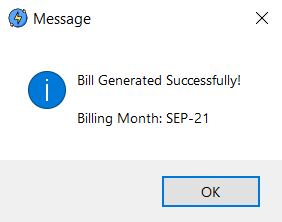 Message
Bill Generated Successfully!
Billing Month: SEP-21
OK